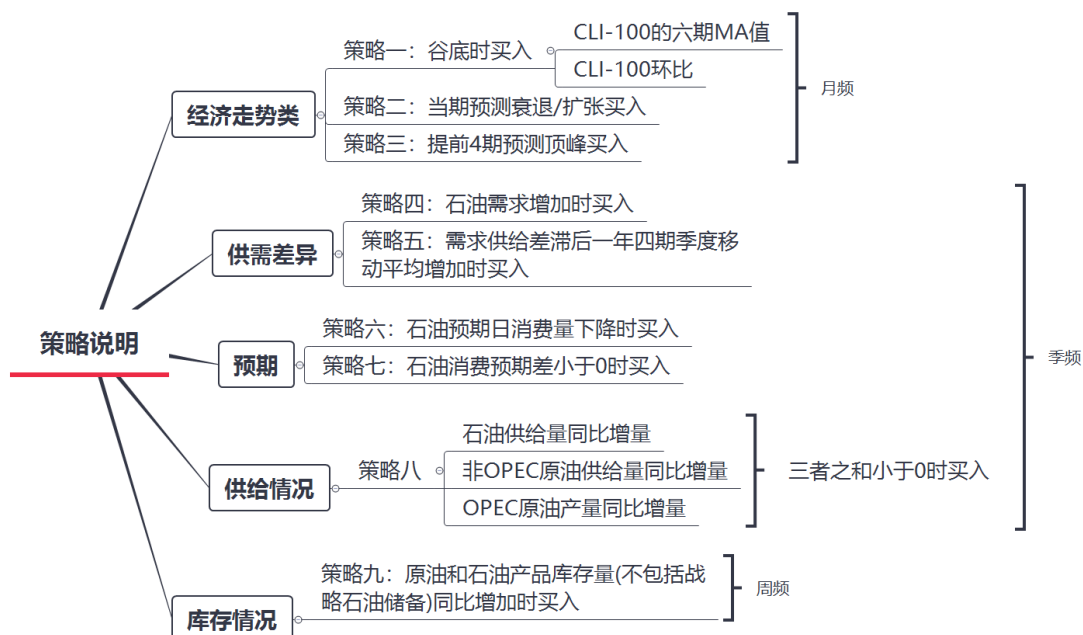 策略说明
经济走势类
策略一：谷底时买入
CLI-100的六期MA值
CLI-100环比
策略二：当期预测衰退/扩张买入
策略三：提前4期预测顶峰买入
月频
供需差异
策略四：石油需求增加时买入
策略五：需求供给差滞后一年四期季度移
动平均增加时买入
预期
策略六：石油预期日消费量下降时买入
策略七：石油消费预期差小于0时买入
供给情况
策略八
石油供给量同比增量
非OPEC原油供给量同比增量
OPEC原油产量同比增量
三者之和小于0时买入
季频
库存情况
策略九：原油和石油产品库存量(不包括战
略石油储备)同比增加时买入
周频